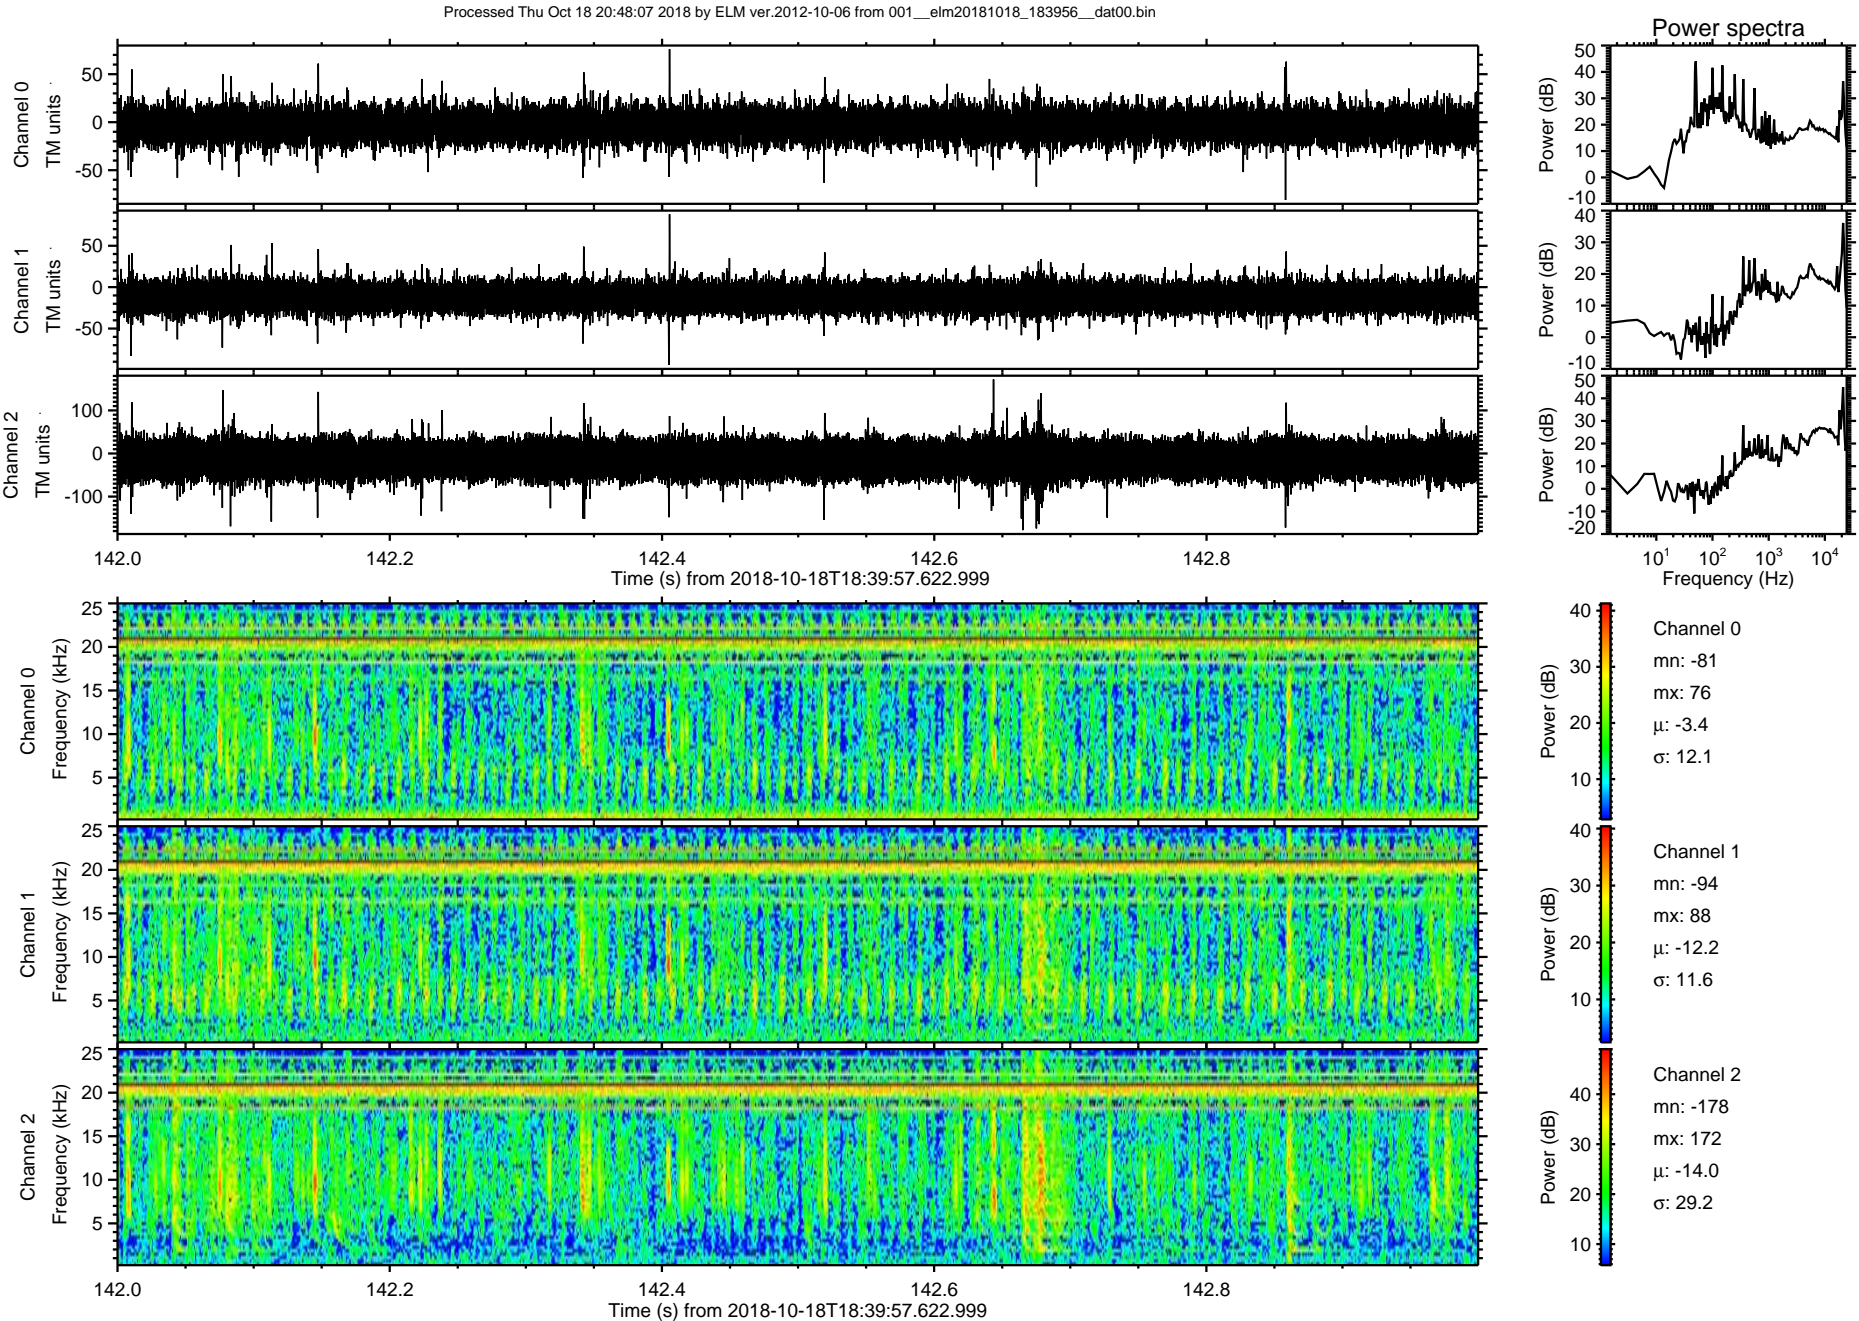 Processed Thu Oct 18 20:48:07 2018 by ELM ver.2012-10-06 from 001__elm20181018_183956__dat00.bin
Power spectra
Channel 0
TM units
50
0
-50
Power (dB)
50
40
30
20
10
0
-10
Channel 1
TM units
50
0
-50
Power (dB)
40
30
20
10
0
-10
Channel 2
TM units
100
0
-100
Power (dB)
50
40
30
20
10
0
-10
-20
142.0
142.2
142.4
142.6
142.8
Time (s) from 2018-10-18T18:39:57.622.999
10^1
10^2
10^3
10^4
Frequency (Hz)
Channel 0
Frequency (kHz)
25
20
15
10
5
Power (dB)
40
30
20
10
Channel 0
mn: -81
mx: 76
μ: -3.4
σ: 12.1
Channel 1
Frequency (kHz)
25
20
15
10
5
Power (dB)
40
30
20
10
Channel 1
mn: -94
mx: 88
μ: -12.2
σ: 11.6
Channel 2
Frequency (kHz)
25
20
15
10
5
Power (dB)
40
30
20
10
Channel 2
mn: -178
mx: 172
μ: -14.0
σ: 29.2
142.0
142.2
142.4
142.6
142.8
Time (s) from 2018-10-18T18:39:57.622.999